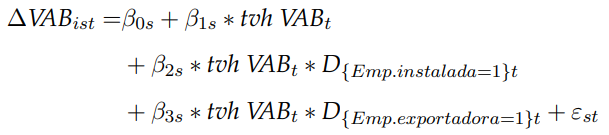 ΔVAB_{ist} = β_{0s} + β_{1s} * tvh VAB_t
+ β_{2s} * tvh VAB_t * D_{{Emp.instalada=1}t}
+ β_{3s} * tvh VAB_t * D_{{Emp.exportadora=1}t} + ε_{st}